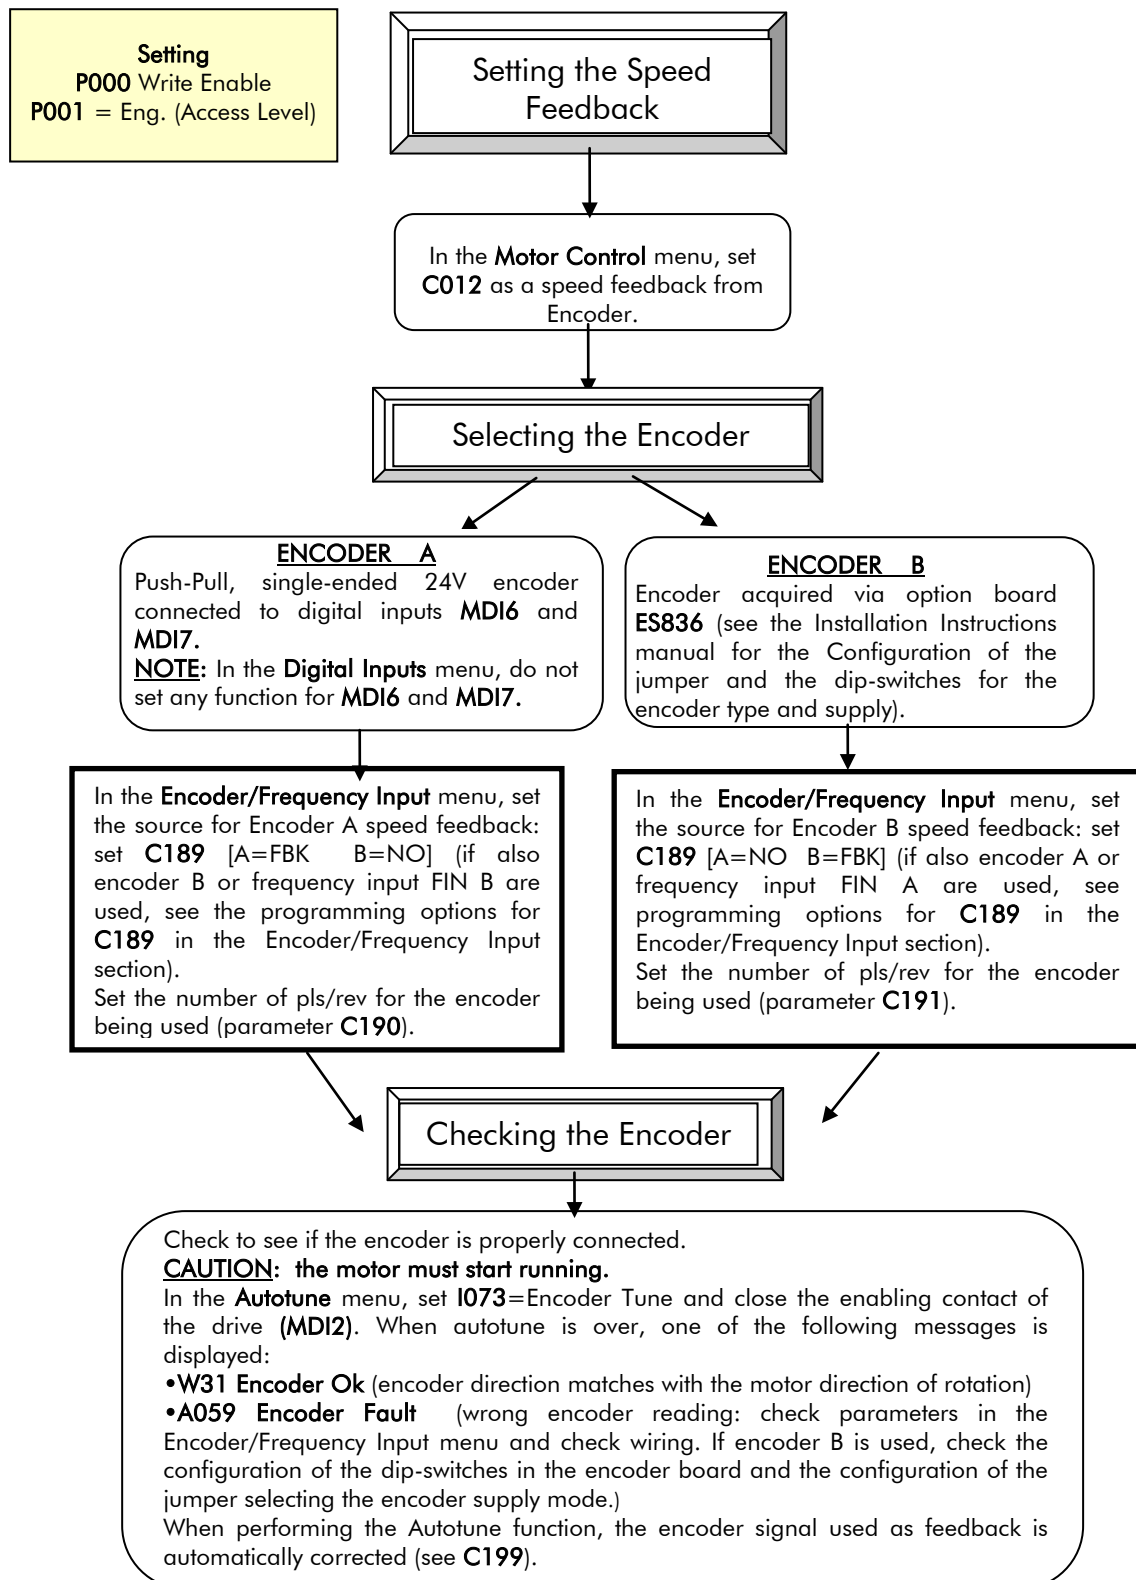 Setting
P000 Write Enable
P001 = Eng. (Access Level)
Setting the Speed
Feedback
In the Motor Control menu, set
C012 as a speed feedback from
Encoder.
Selecting the Encoder
ENCODER A
Push-Pull, single-ended 24V encoder
connected to digital inputs MDI6 and
MDI7.
NOTE: In the Digital Inputs menu, do not
set any function for MDI6 and MDI7.
ENCODER B
Encoder acquired via option board
ES836 (see the Installation Instructions
manual for the Configuration of the
jumper and the dip-switches for the
encoder type and supply).
In the Encoder/Frequency Input menu, set
the source for Encoder A speed feedback:
set C189 [A=FBK B=NO] (if also
encoder B or frequency input FIN B are
used, see the programming options for
C189 in the Encoder/Frequency Input
section).
Set the number of pls/rev for the encoder
being used (parameter C190).
In the Encoder/Frequency Input menu, set
the source for Encoder B speed feedback: set
C189 [A=NO B=FBK] (if also encoder A or
frequency input FIN A are used, see
programming options for C189 in the
Encoder/Frequency Input section).
Set the number of pls/rev for the encoder
being used (parameter C191).
Checking the Encoder
Check to see if the encoder is properly connected.
CAUTION: the motor must start running.
In the Autotune menu, set I073=Encoder Tune and close the enabling contact of
the drive (MDI2). When autotune is over, one of the following messages is
displayed:
•W31 Encoder Ok (encoder direction matches with the motor direction of rotation)
•A059 Encoder Fault (wrong encoder reading: check parameters in the
Encoder/Frequency Input menu and check wiring. If encoder B is used, check the
configuration of the dip-switches in the encoder board and the configuration of the
jumper selecting the encoder supply mode.)
When performing the Autotune function, the encoder signal used as feedback is
automatically corrected (see C199).